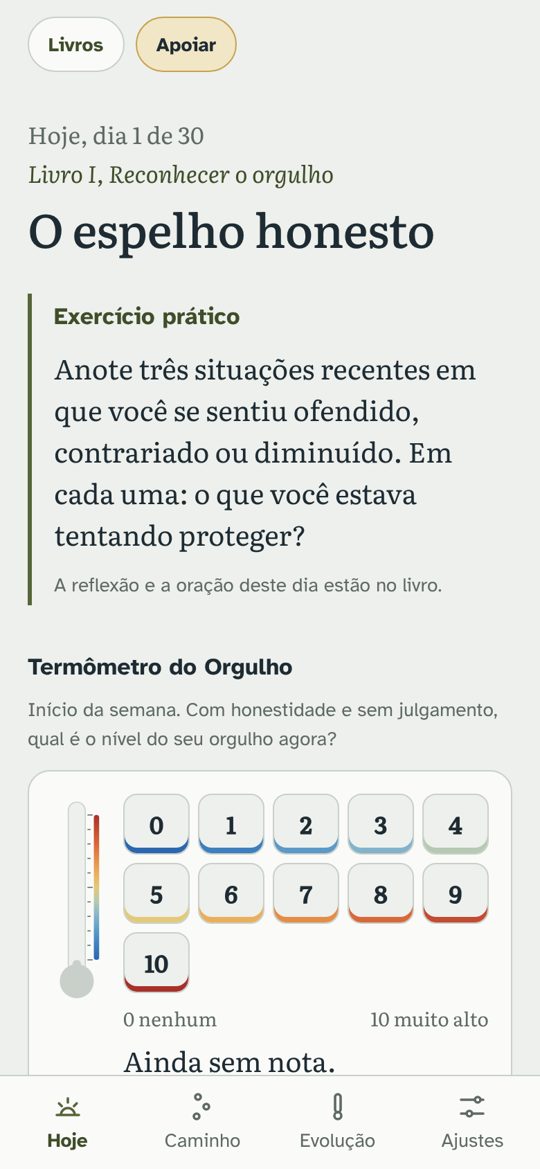 Livros
Apoiar
Hoje, dia 1 de 30
Livro I, Reconhecer o orgulho
O espelho honesto
Exercício prático
Anote três situações recentes em
que você se sentiu ofendido,
contrariado ou diminuído. Em
cada uma: o que você estava
tentando proteger?
A reflexão e a oração deste dia estão no livro.
Termômetro do Orgulho
Início da semana. Com honestidade e sem julgamento,
qual é o nível do seu orgulho agora?
0 1 2 3 4
5 6 7 8 9
10
0 nenhum 10 muito alto
Ainda sem nota.
Hoje Caminho Evolução Ajustes